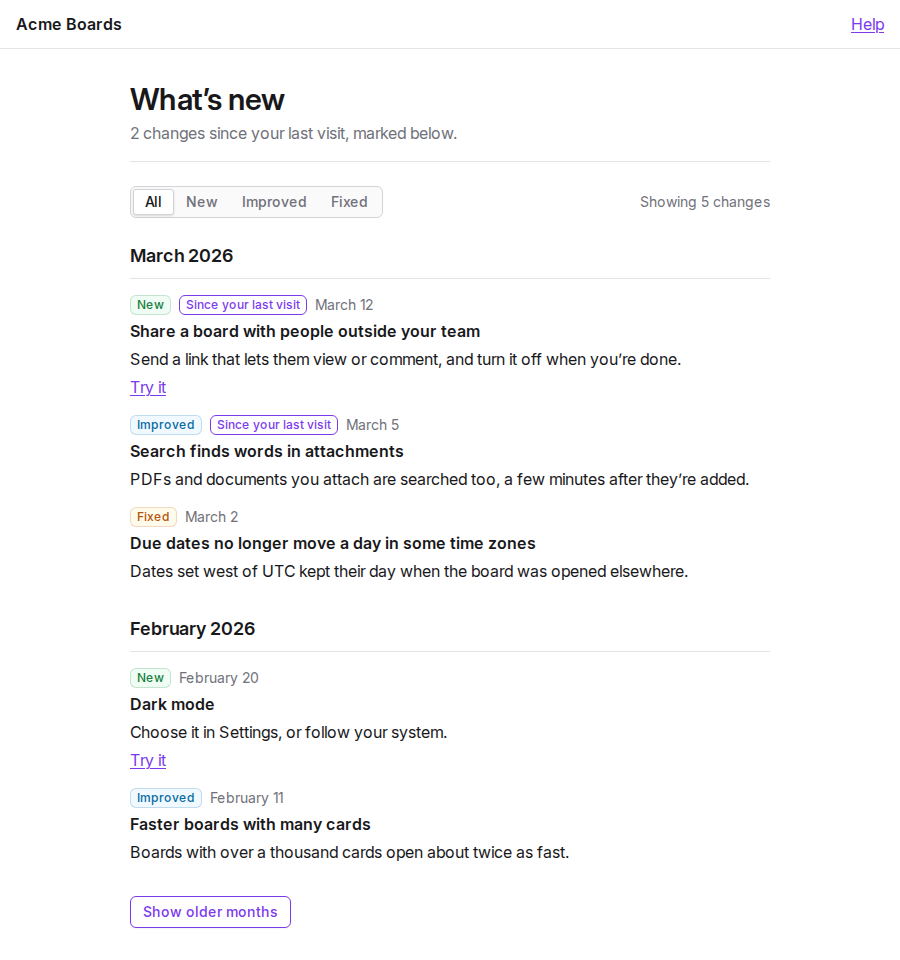 Acme Boards Help
What’s new
2 changes since your last visit, marked below.
All New Improved Fixed Showing 5 changes
March 2026
New Since your last visit March 12
Share a board with people outside your team
Send a link that lets them view or comment, and turn it off when you’re done.
Try it
Improved Since your last visit March 5
Search finds words in attachments
PDFs and documents you attach are searched too, a few minutes after they’re added.
Fixed March 2
Due dates no longer move a day in some time zones
Dates set west of UTC kept their day when the board was opened elsewhere.
February 2026
New February 20
Dark mode
Choose it in Settings, or follow your system.
Try it
Improved February 11
Faster boards with many cards
Boards with over a thousand cards open about twice as fast.
Show older months